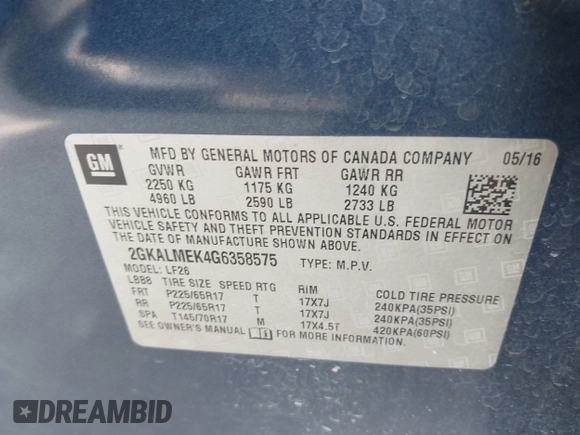 GM
MFD BY GENERAL MOTORS OF CANADA COMPANY 05/16
GVWR GAWR FRT GAWR RR
2250 KG 1175 KG 1240 KG
4960 LB 2590 LB 2733 LB
THIS VEHICLE CONFORMS TO ALL APPLICABLE U.S. FEDERAL MOTOR
VEHICLE SAFETY AND THEFT PREVENTION STANDARDS IN EFFECT ON
THE DATE OF MANUFACTURE SHOWN ABOVE.
2GKALMEK4G6358575 TYPE: M.P.V.
MODEL: LF26
LBB8 TIRE SIZE SPEED RTG RIM COLD TIRE PRESSURE
FRT P225/65R17 T 17X7J 240KPA(35PSI)
RR P225/65R17 T 17X7J 240KPA(35PSI)
SPA T145/70R17 M 17X4.5T 420KPA(60PSI)
SEE OWNER'S MANUAL FOR MORE INFORMATION.
DREAMBID